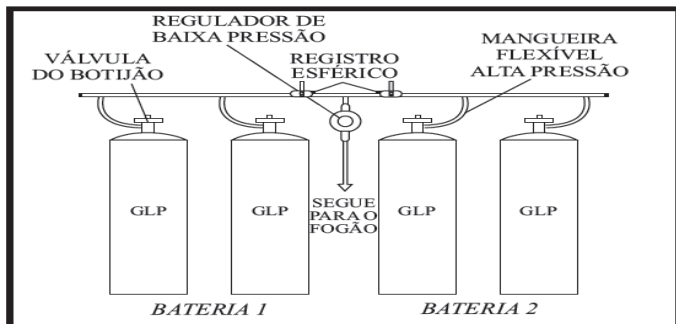 REGULADOR DE
BAIXA PRESSÃO
VÁLVULA
DO BOTIJÃO
REGISTRO
ESFÉRICO
MANGUEIRA
FLEXÍVEL
ALTA PRESSÃO
GLP
GLP
SEGUE
PARA O
FOGÃO
GLP
GLP
BATERIA 1
BATERIA 2